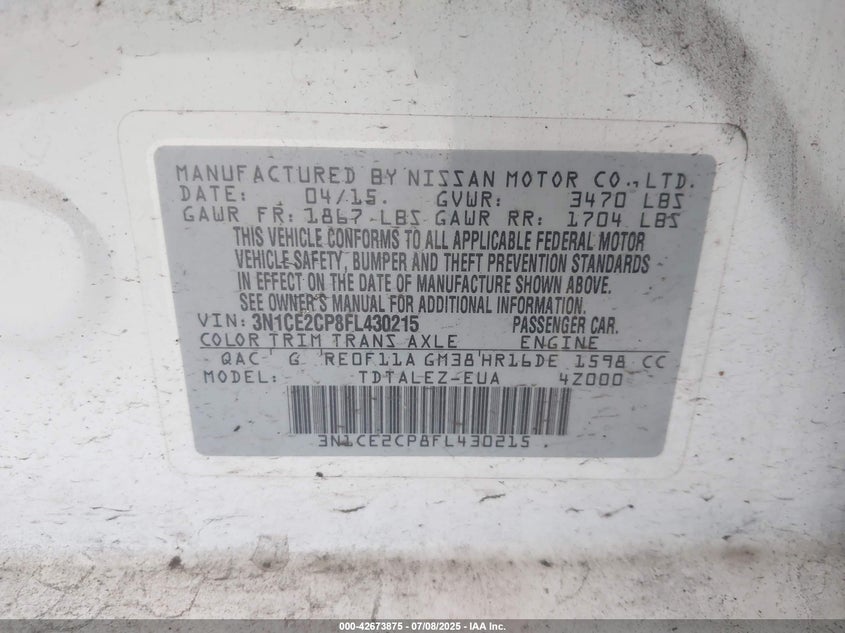 MANUFACTURED BY NISSAN MOTOR CO., LTD.
DATE: 04/15. GVWR: 3470 LBS
GAWR FR: 1867 LBS GAWR RR: 1704 LBS
THIS VEHICLE CONFORMS TO ALL APPLICABLE FEDERAL MOTOR
VEHICLE SAFETY, BUMPER AND THEFT PREVENTION STANDARDS
IN EFFECT ON THE DATE OF MANUFACTURE SHOWN ABOVE.
SEE OWNER'S MANUAL FOR ADDITIONAL INFORMATION.
VIN: 3N1CE2CP8FL430215 PASSENGER CAR.
COLOR TRIM TRANS AXLE ENGINE
QAC G RE0F11A GM38 HR16DE 1598 CC
MODEL: TDTALEZ-EUA 4Z000
3N1CE2CP8FL430215
000-42673875 - 07/08/2025 - IAA Inc.